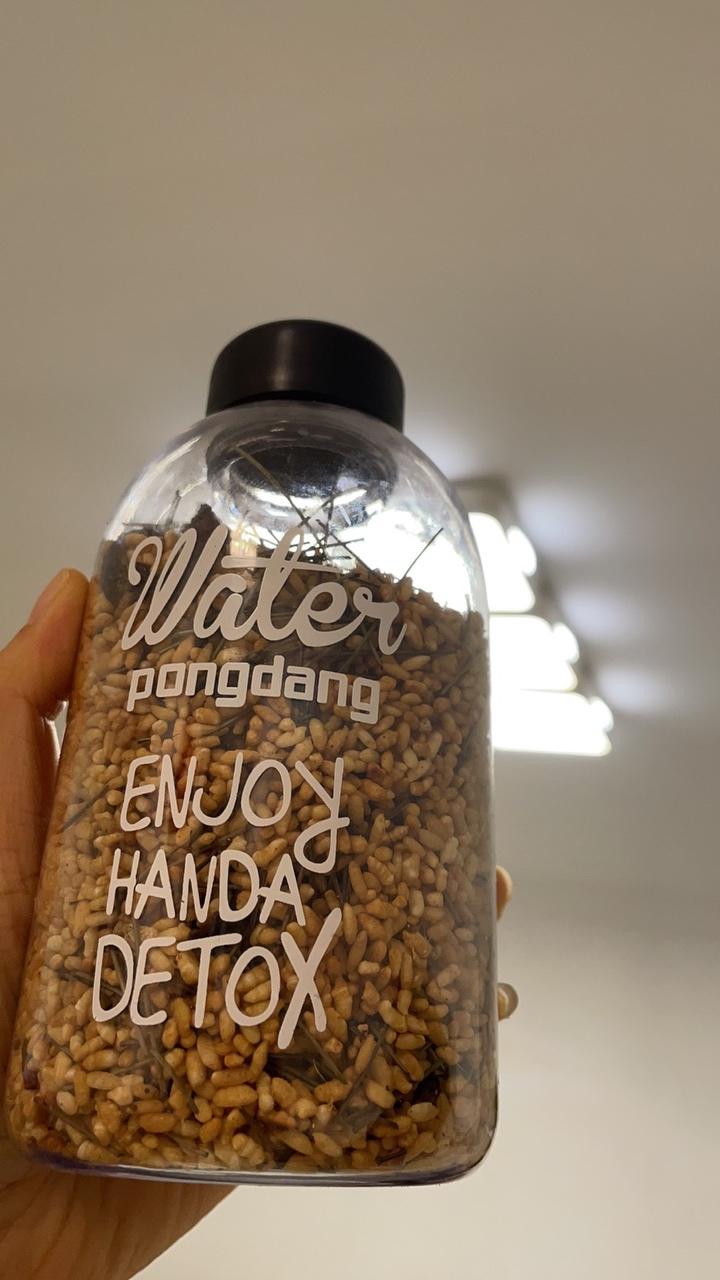 Water
pongdang
ENJOY
HANDA
DETOX